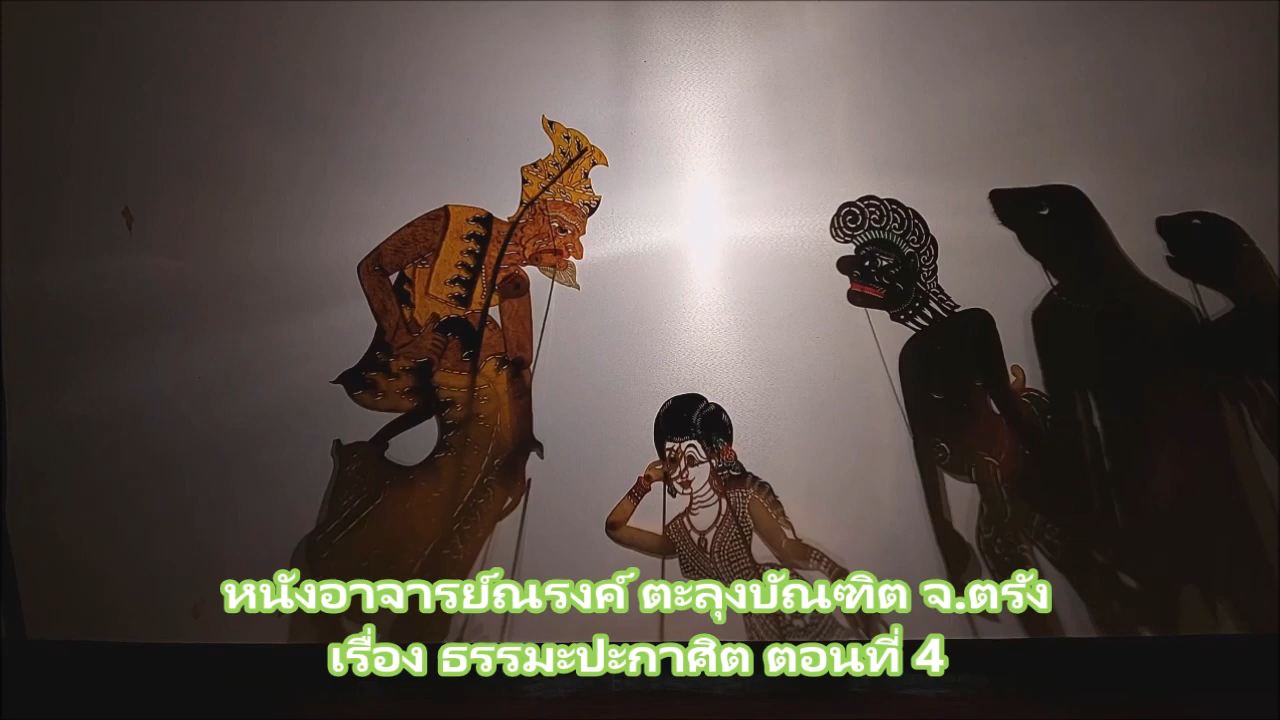 หนังอาจารย์ณรงค์ ตะลุงบัณฑิต จ.ตรัง
เรื่อง ธรรมะปะกาศิต ตอนที่ 4